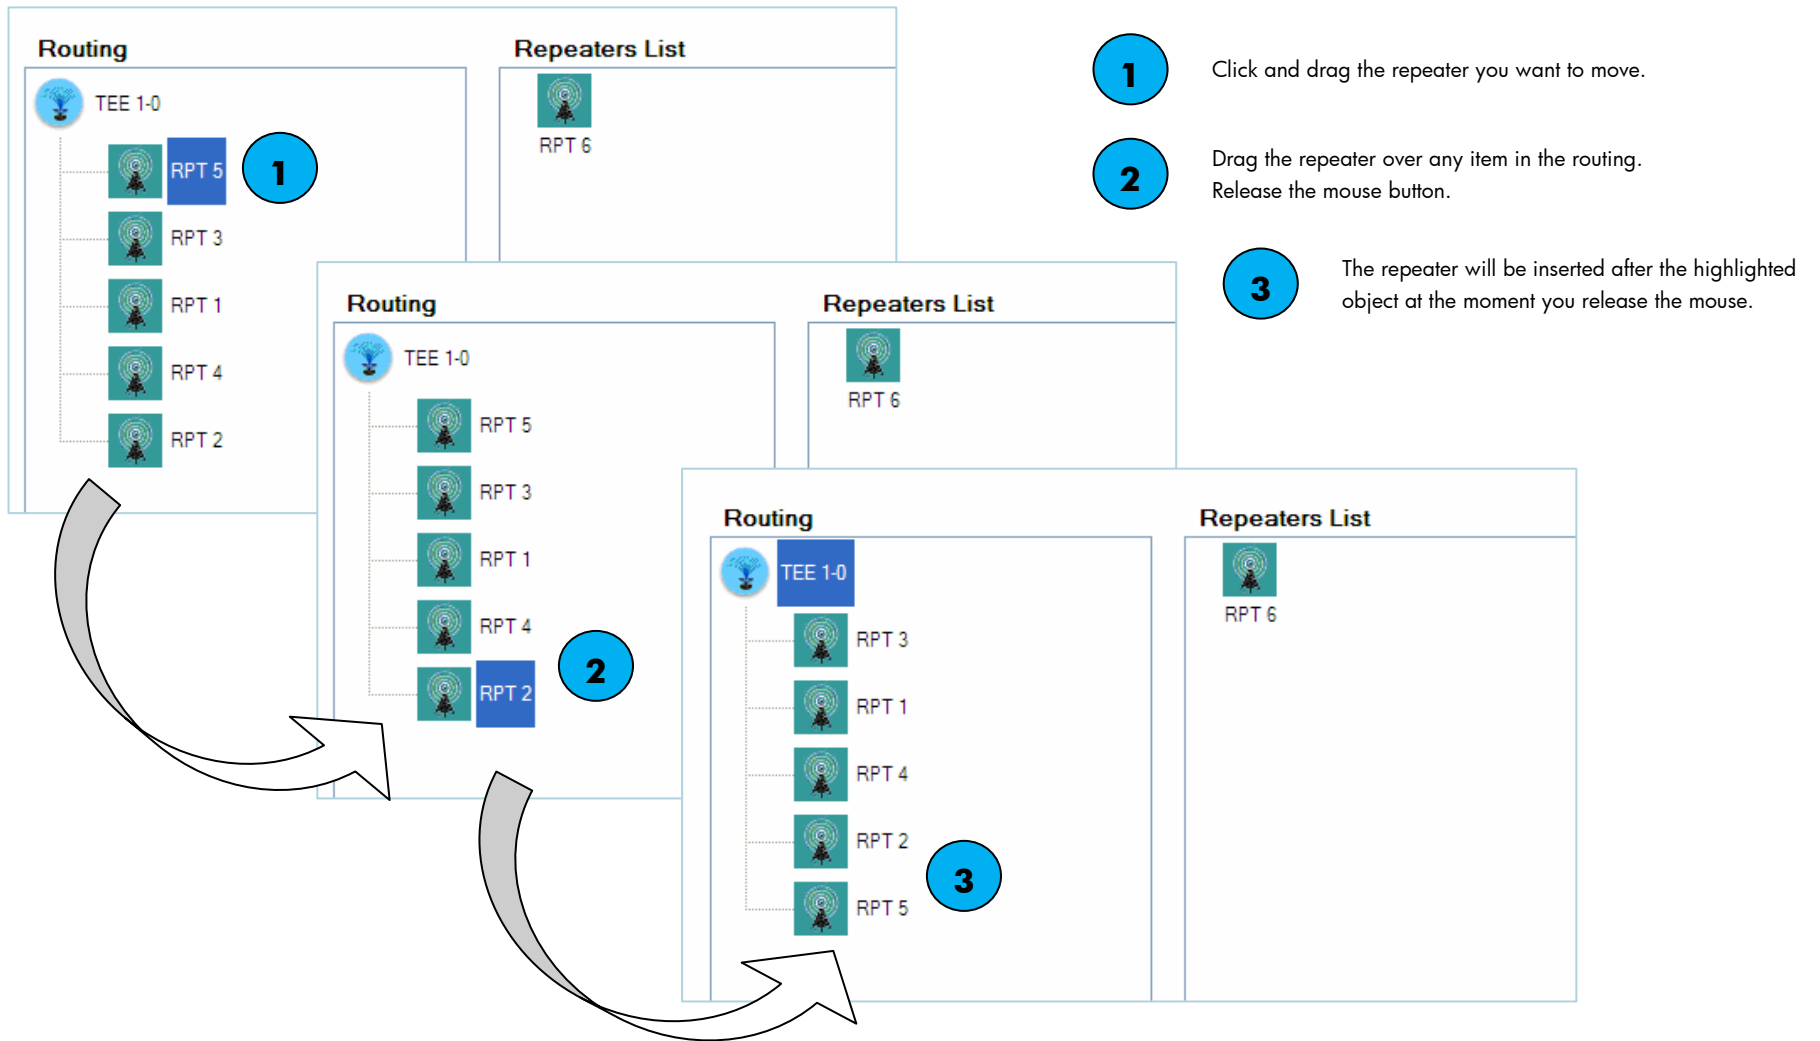 Routing
Repeaters List
TEE 1-0
RPT 6
RPT 5
1
RPT 3
RPT 1
RPT 4
RPT 2
Routing
Repeaters List
TEE 1-0
RPT 6
RPT 5
RPT 3
RPT 1
RPT 4
2
RPT 2
Routing
Repeaters List
TEE 1-0
RPT 6
RPT 3
RPT 1
RPT 4
RPT 2
3
RPT 5
1
Click and drag the repeater you want to move.
2
Drag the repeater over any item in the routing.
Release the mouse button.
3
The repeater will be inserted after the highlighted
object at the moment you release the mouse.